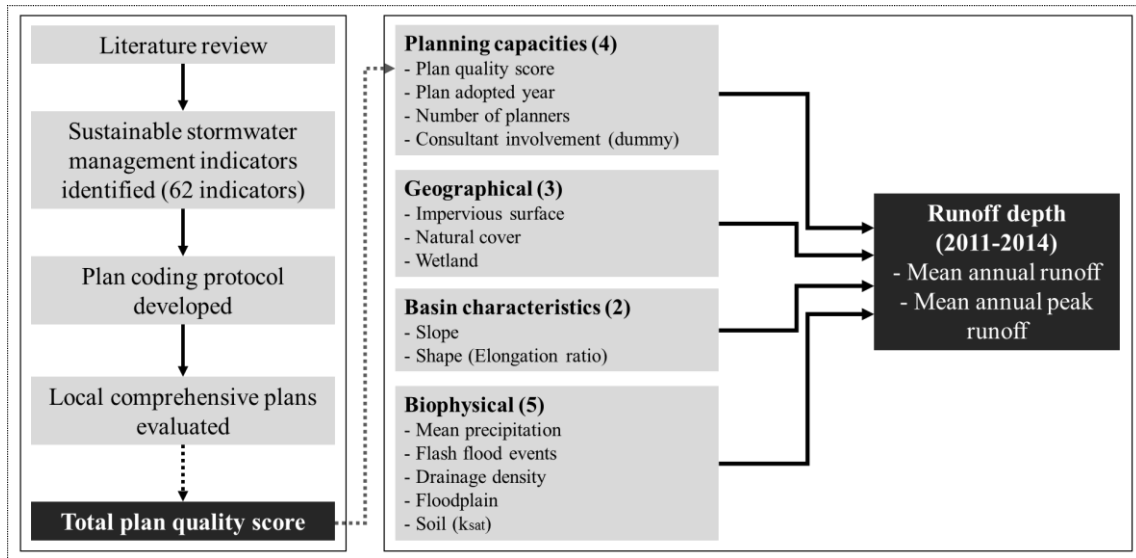 Literature review
Sustainable stormwater
management indicators
identified (62 indicators)
Plan coding protocol
developed
Local comprehensive plans
evaluated
Total plan quality score
Planning capacities (4)
- Plan quality score
- Plan adopted year
- Number of planners
- Consultant involvement (dummy)
Geographical (3)
- Impervious surface
- Natural cover
- Wetland
Basin characteristics (2)
- Slope
- Shape (Elongation ratio)
Biophysical (5)
- Mean precipitation
- Flash flood events
- Drainage density
- Floodplain
- Soil (ksat)
Runoff depth
(2011-2014)
- Mean annual runoff
- Mean annual peak
runoff